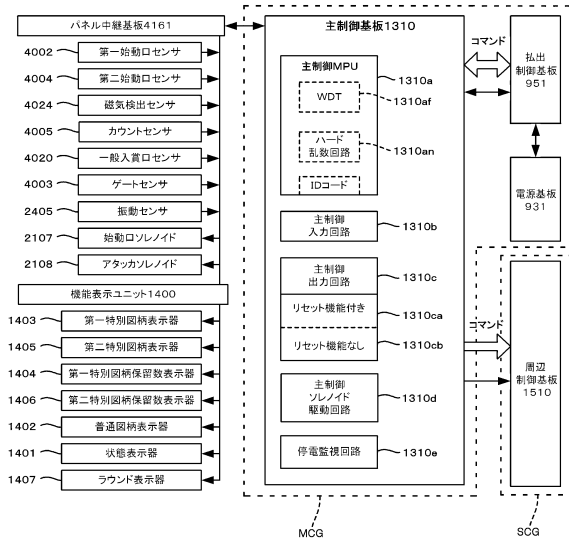 パネル中継基板4161
4002
第一始動口センサ
4004
第二始動口センサ
4024
磁気検出センサ
4005
カウントセンサ
4020
一般入賞口センサ
4003
ゲートセンサ
2405
振動センサ
2107
始動口ソレノイド
2108
アタッカソレノイド
機能表示ユニット1400
1403
第一特別図柄表示器
1405
第二特別図柄表示器
1404
第一特別図柄保留数表示器
1406
第二特別図柄保留数表示器
1402
普通図柄表示器
1401
状態表示器
1407
ラウンド表示器
主制御基板1310
主制御MPU
1310a
WDT
1310af
ハード
乱数回路
1310an
IDコード
主制御
入力回路
1310b
主制御
出力回路
1310c
リセット機能付き
1310ca
リセット機能なし
1310cb
主制御
ソレノイド
駆動回路
1310d
停電監視回路
1310e
コマンド
払出
制御基板
951
電源基板
931
コマンド
周辺
制御基板
1510
MCG
SCG